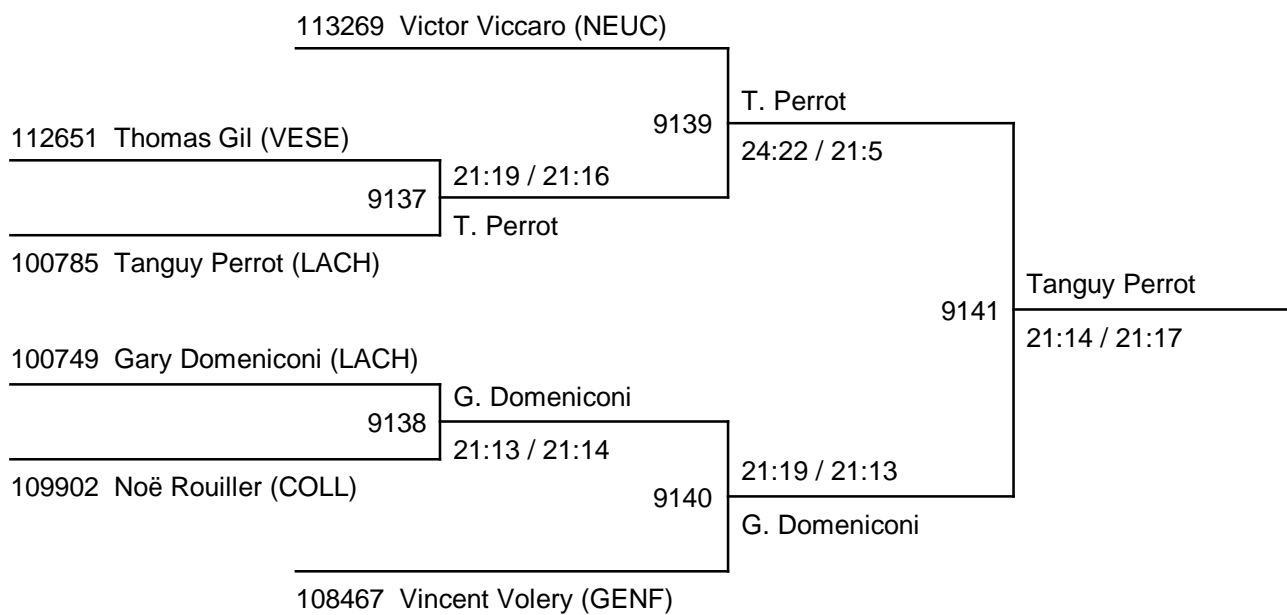 113269 Victor Viccaro (NEUC)
T. Perrot
9139
112651 Thomas Gil (VESE)
24:22 / 21:5
21:19 / 21:16
9137
T. Perrot
100785 Tanguy Perrot (LACH)
Tanguy Perrot
9141
21:14 / 21:17
100749 Gary Domeniconi (LACH)
G. Domeniconi
9138
21:13 / 21:14
21:19 / 21:13
109902 Noë Rouiller (COLL)
9140
G. Domeniconi
108467 Vincent Volery (GENF)